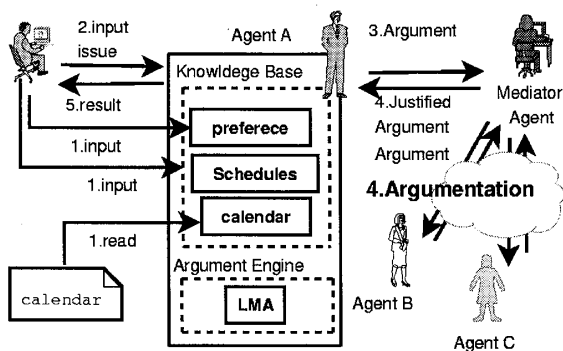 2.input
issue
Agent A
3.Argument
Knowldege Base
5.result
4.Justified
Argument
Argument
Mediator
Agent
preferece
1.input
Schedules
1.input
4.Argumentation
calendar
1.read
Argument Engine
calendar
LMA
Agent B
Agent C